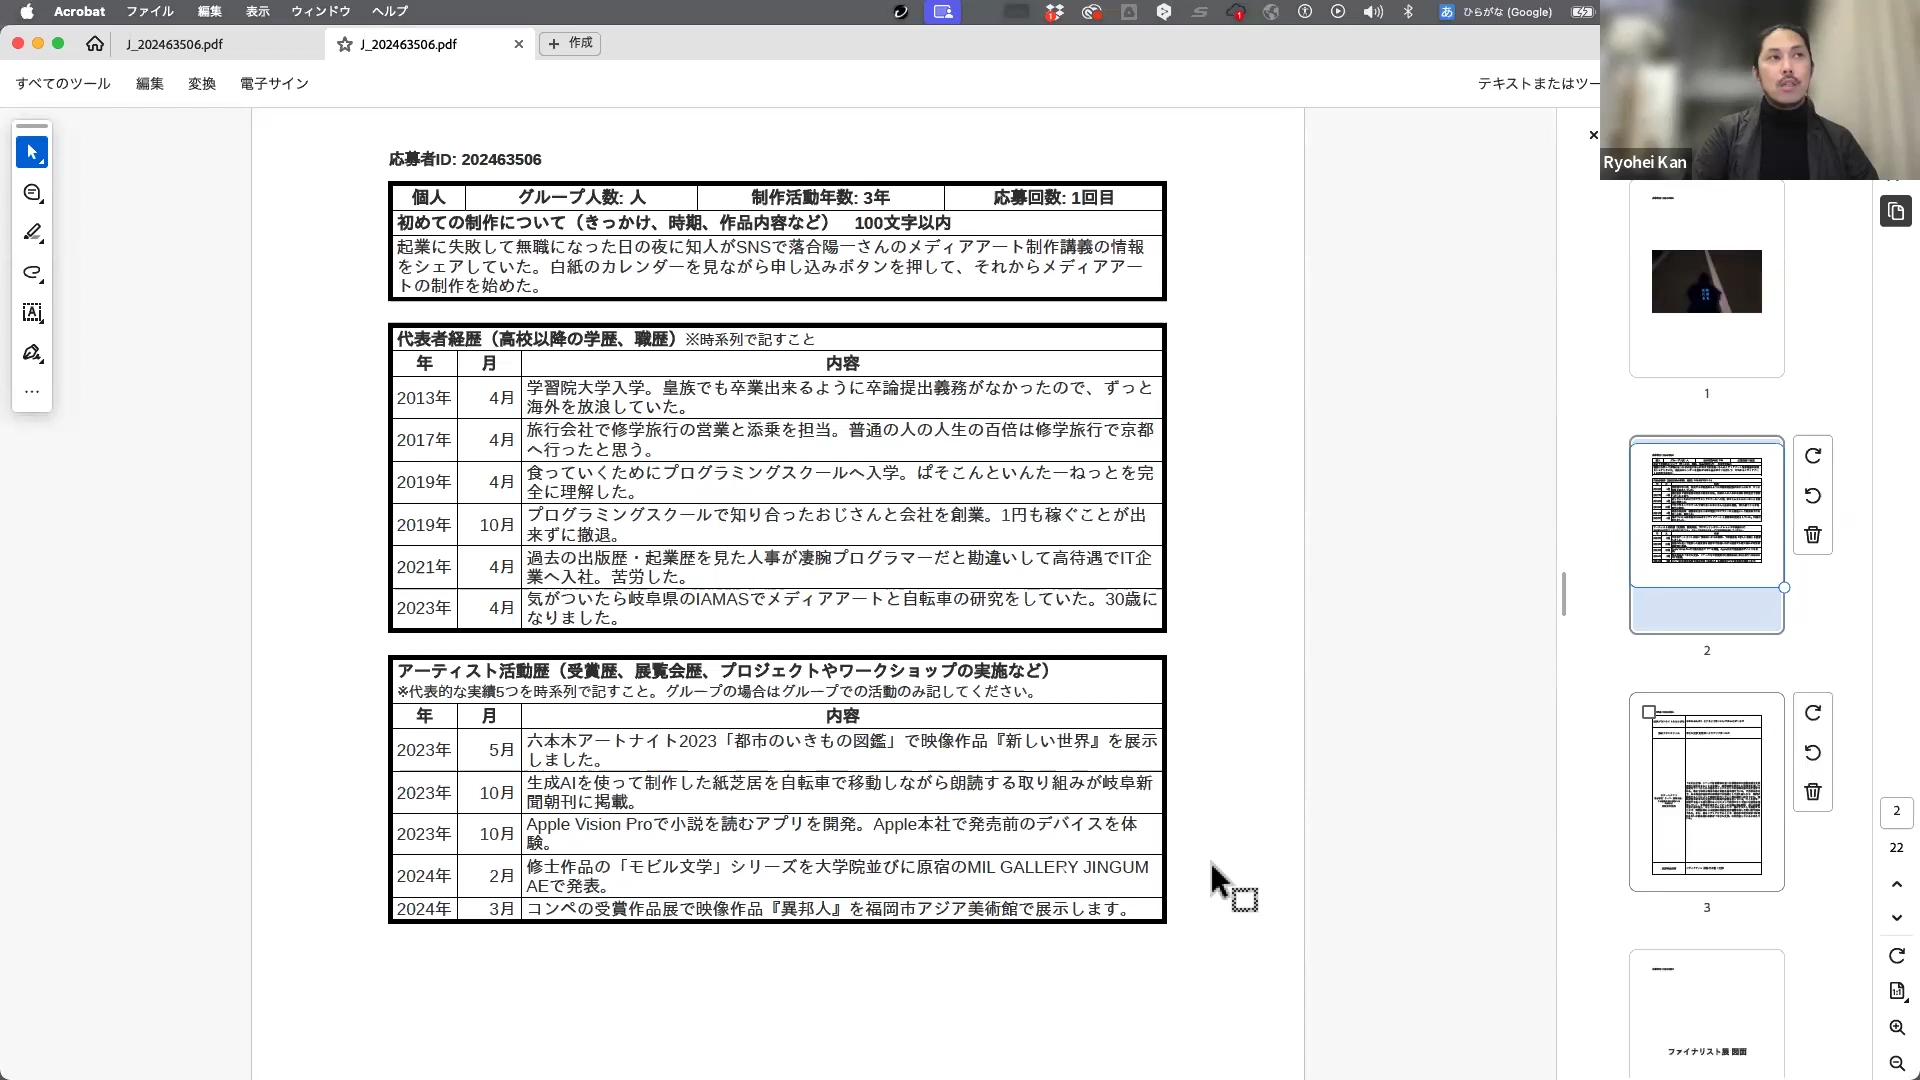 Acrobat ファイル 編集 表示 ウィンドウ ヘルプ
あ ひらがな (Google)
J_202463506.pdf
J_202463506.pdf
作成
すべてのツール 編集 変換 電子サイン
テキストまたはツー
Ryohei Kan
応募者ID: 202463506
個人 グループ人数: 人 制作活動年数: 3年 応募回数: 1回目
初めての制作について（きっかけ、時期、作品内容など） 100文字以内
起業に失敗して無職になった日の夜に知人がSNSで落合陽一さんのメディアアート制作講義の情報
をシェアしていた。白紙のカレンダーを見ながら申し込みボタンを押して、それからメディアアー
トの制作を始めた。
代表者経歴（高校以降の学歴、職歴）※時系列で記すこと
年 月 内容
2013年 4月 学習院大学入学。皇族でも卒業出来るように卒論提出義務がなかったので、ずっと
海外を放浪していた。
2017年 4月 旅行会社で修学旅行の営業と添乗を担当。普通の人の人生の百倍は修学旅行で京都
へ行ったと思う。
2019年 4月 食っていくためにプログラミングスクールへ入学。ぱそこんといんたーねっとを完
全に理解した。
2019年 10月 プログラミングスクールで知り合ったおじさんと会社を創業。1円も稼ぐことが出
来ずに撤退。
2021年 4月 過去の出版歴・起業歴を見た人事が凄腕プログラマーだと勘違いして高待遇でIT企
業へ入社。苦労した。
2023年 4月 気がついたら岐阜県のIAMASでメディアアートと自転車の研究をしていた。30歳に
なりました。
アーティスト活動歴（受賞歴、展覧会歴、プロジェクトやワークショップの実施など）
※代表的な実績5つを時系列で記すこと。グループの場合はグループでの活動のみ記してください。
年 月 内容
2023年 5月 六本木アートナイト2023「都市のいきもの図鑑」で映像作品『新しい世界』を展示
しました。
2023年 10月 生成AIを使って制作した紙芝居を自転車で移動しながら朗読する取り組みが岐阜新
聞朝刊に掲載。
2023年 10月 Apple Vision Proで小説を読むアプリを開発。Apple本社で発売前のデバイスを体
験。
2024年 2月 修士作品の「モビル文学」シリーズを大学院並びに原宿のMIL GALLERY JINGUM
AEで発表。
2024年 3月 コンペの受賞作品展で映像作品『異邦人』を福岡市アジア美術館で展示します。
1
2
3
ファイナリスト展 図面
2
22